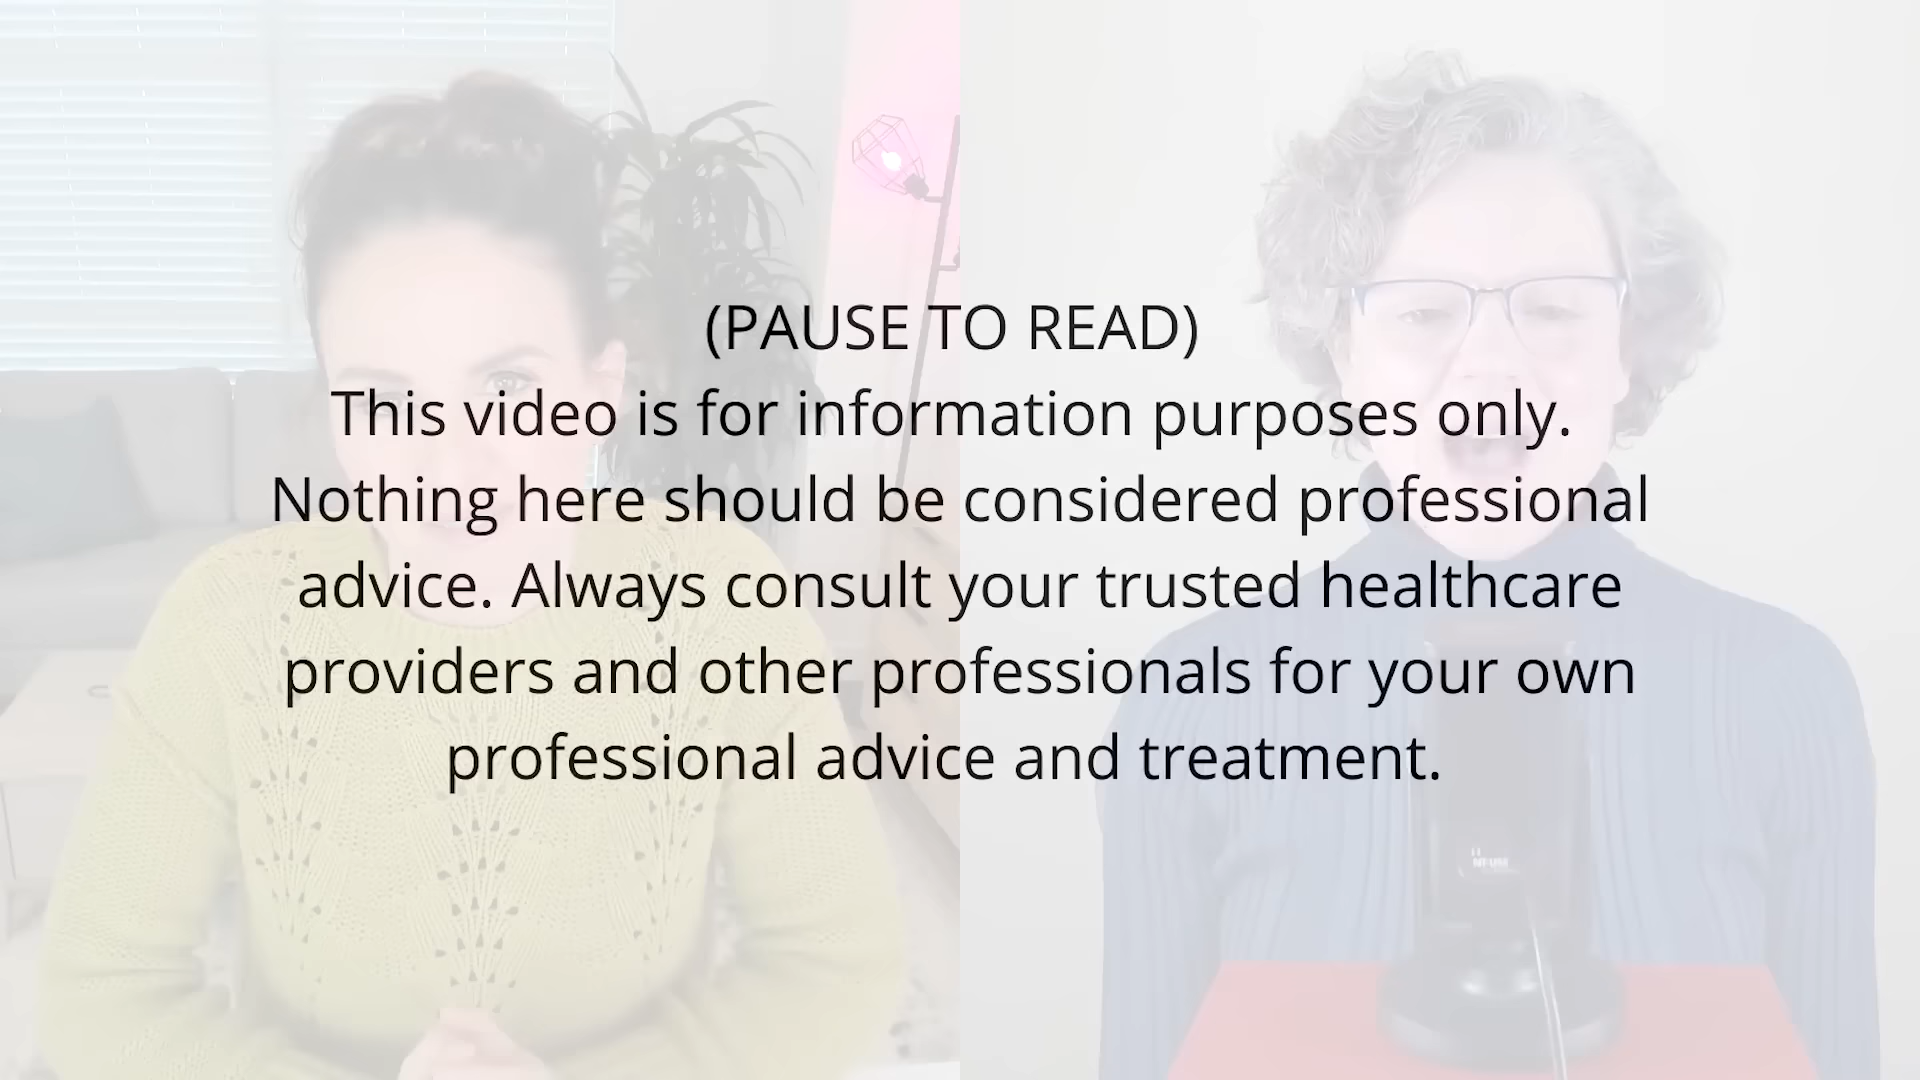 (PAUSE TO READ)
This video is for information purposes only.
Nothing here should be considered professional
advice. Always consult your trusted healthcare
providers and other professionals for your own
professional advice and treatment.